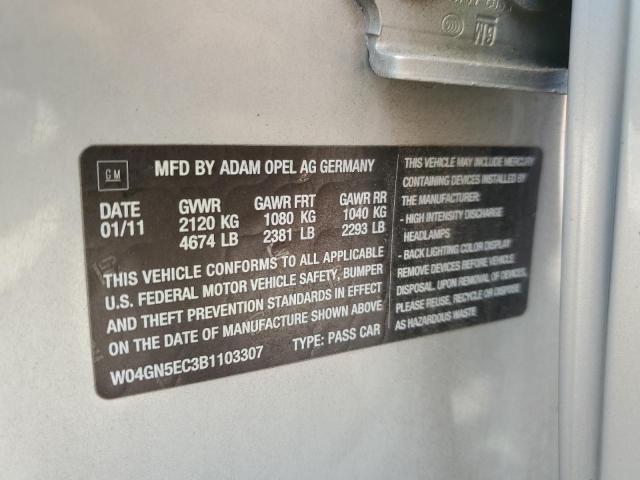 GM
GM
MFD BY ADAM OPEL AG GERMANY
DATE GVWR GAWR FRT GAWR RR
01/11 2120 KG 1080 KG 1040 KG
4674 LB 2381 LB 2293 LB
THIS VEHICLE CONFORMS TO ALL APPLICABLE
U.S. FEDERAL MOTOR VEHICLE SAFETY, BUMPER
AND THEFT PREVENTION STANDARDS IN EFFECT
ON THE DATE OF MANUFACTURE SHOWN ABOVE
W04GN5EC3B1103307 TYPE: PASS CAR
THIS VEHICLE MAY INCLUDE MERCURY
CONTAINING DEVICES INSTALLED BY
THE MANUFACTURER:
- HIGH INTENSITY DISCHARGE
HEADLAMPS
- BACK LIGHTING COLOR DISPLAY
REMOVE DEVICES BEFORE VEHICLE
DISPOSAL. UPON REMOVAL OF DEVICES,
PLEASE REUSE, RECYCLE OR DISPOSE
AS HAZARDOUS WASTE